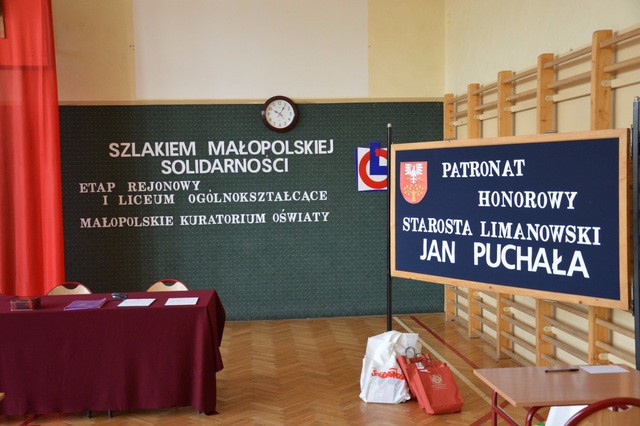 SZLAKIEM MAŁOPOLSKIEJ
SOLIDARNOŚCI
ETAP REJONOWY
I LICEUM OGÓLNOKSZTAŁCĄCE
MAŁOPOLSKIE KURATORIUM OŚWIATY
PATRONAT
HONOROWY
STAROSTA LIMANOWSKI
JAN PUCHAŁA